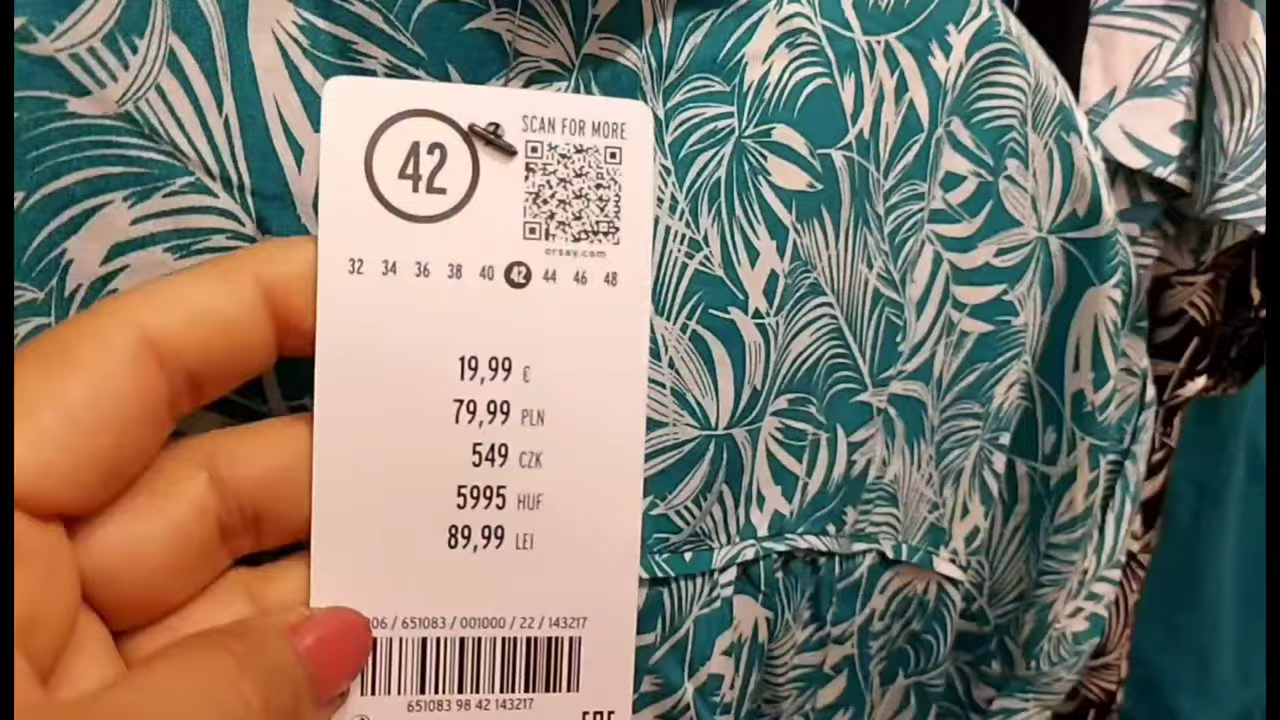 42
SCAN FOR MORE
orsay.com
32 34 36 38 40 42 44 46 48
19,99 €
79,99 PLN
549 CZK
5995 HUF
89,99 LEI
06 / 651083 / 001000 / 22 / 143217
651083 98 42 143217